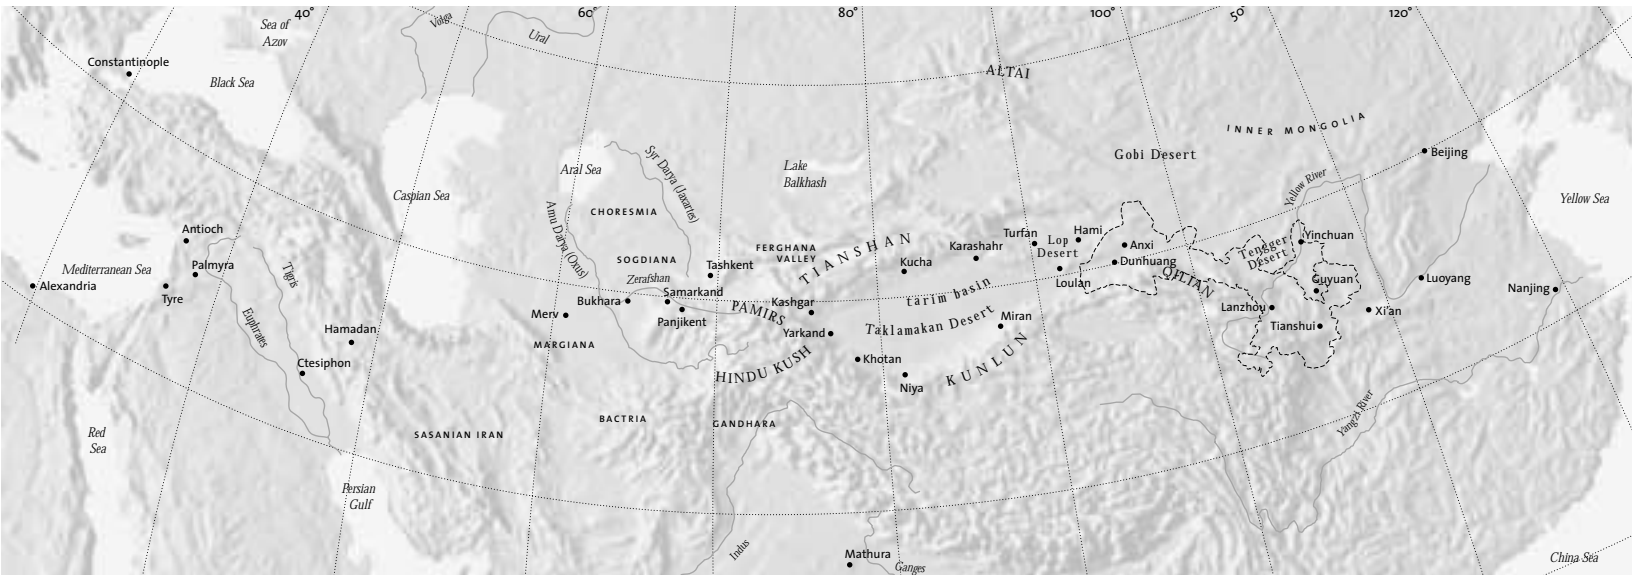 40°
60°
80°
100°
50°
120°
Sea of
Azov
Volga
Ural
Constantinople
Black Sea
ALTAI
INNER MONGOLIA
Gobi Desert
Beijing
Lake
Balkhash
Aral Sea
Syr Darya (Jaxartes)
Caspian Sea
Yellow River
Yellow Sea
CHORESMIA
Amu Darya (Oxus)
Antioch
Turfan
Hami
Lop
Desert
Anxi
Yinchuan
Tengger
Desert
FERGHANA
VALLEY
TIANSHAN
Karashahr
SOGDIANA
Tashkent
Kucha
Dunhuang
Mediterranean Sea
Palmyra
Tigris
Zerafshan
Alexandria
Tyre
Loulan
QILIAN
Guyuan
Luoyang
Nanjing
Samarkand
Bukhara
Kashgar
tarim basin
PAMIRS
Panjikent
Merv
Lanzhou
Xi'an
Miran
Taklamakan Desert
Yarkand
Tianshui
Euphrates
Hamadan
MARGIANA
Ctesiphon
HINDU KUSH
Khotan
KUNLUN
Niya
Yangzi River
BACTRIA
GANDHARA
Red
Sea
SASANIAN IRAN
Persian
Gulf
Indus
Mathura
Ganges
China Sea